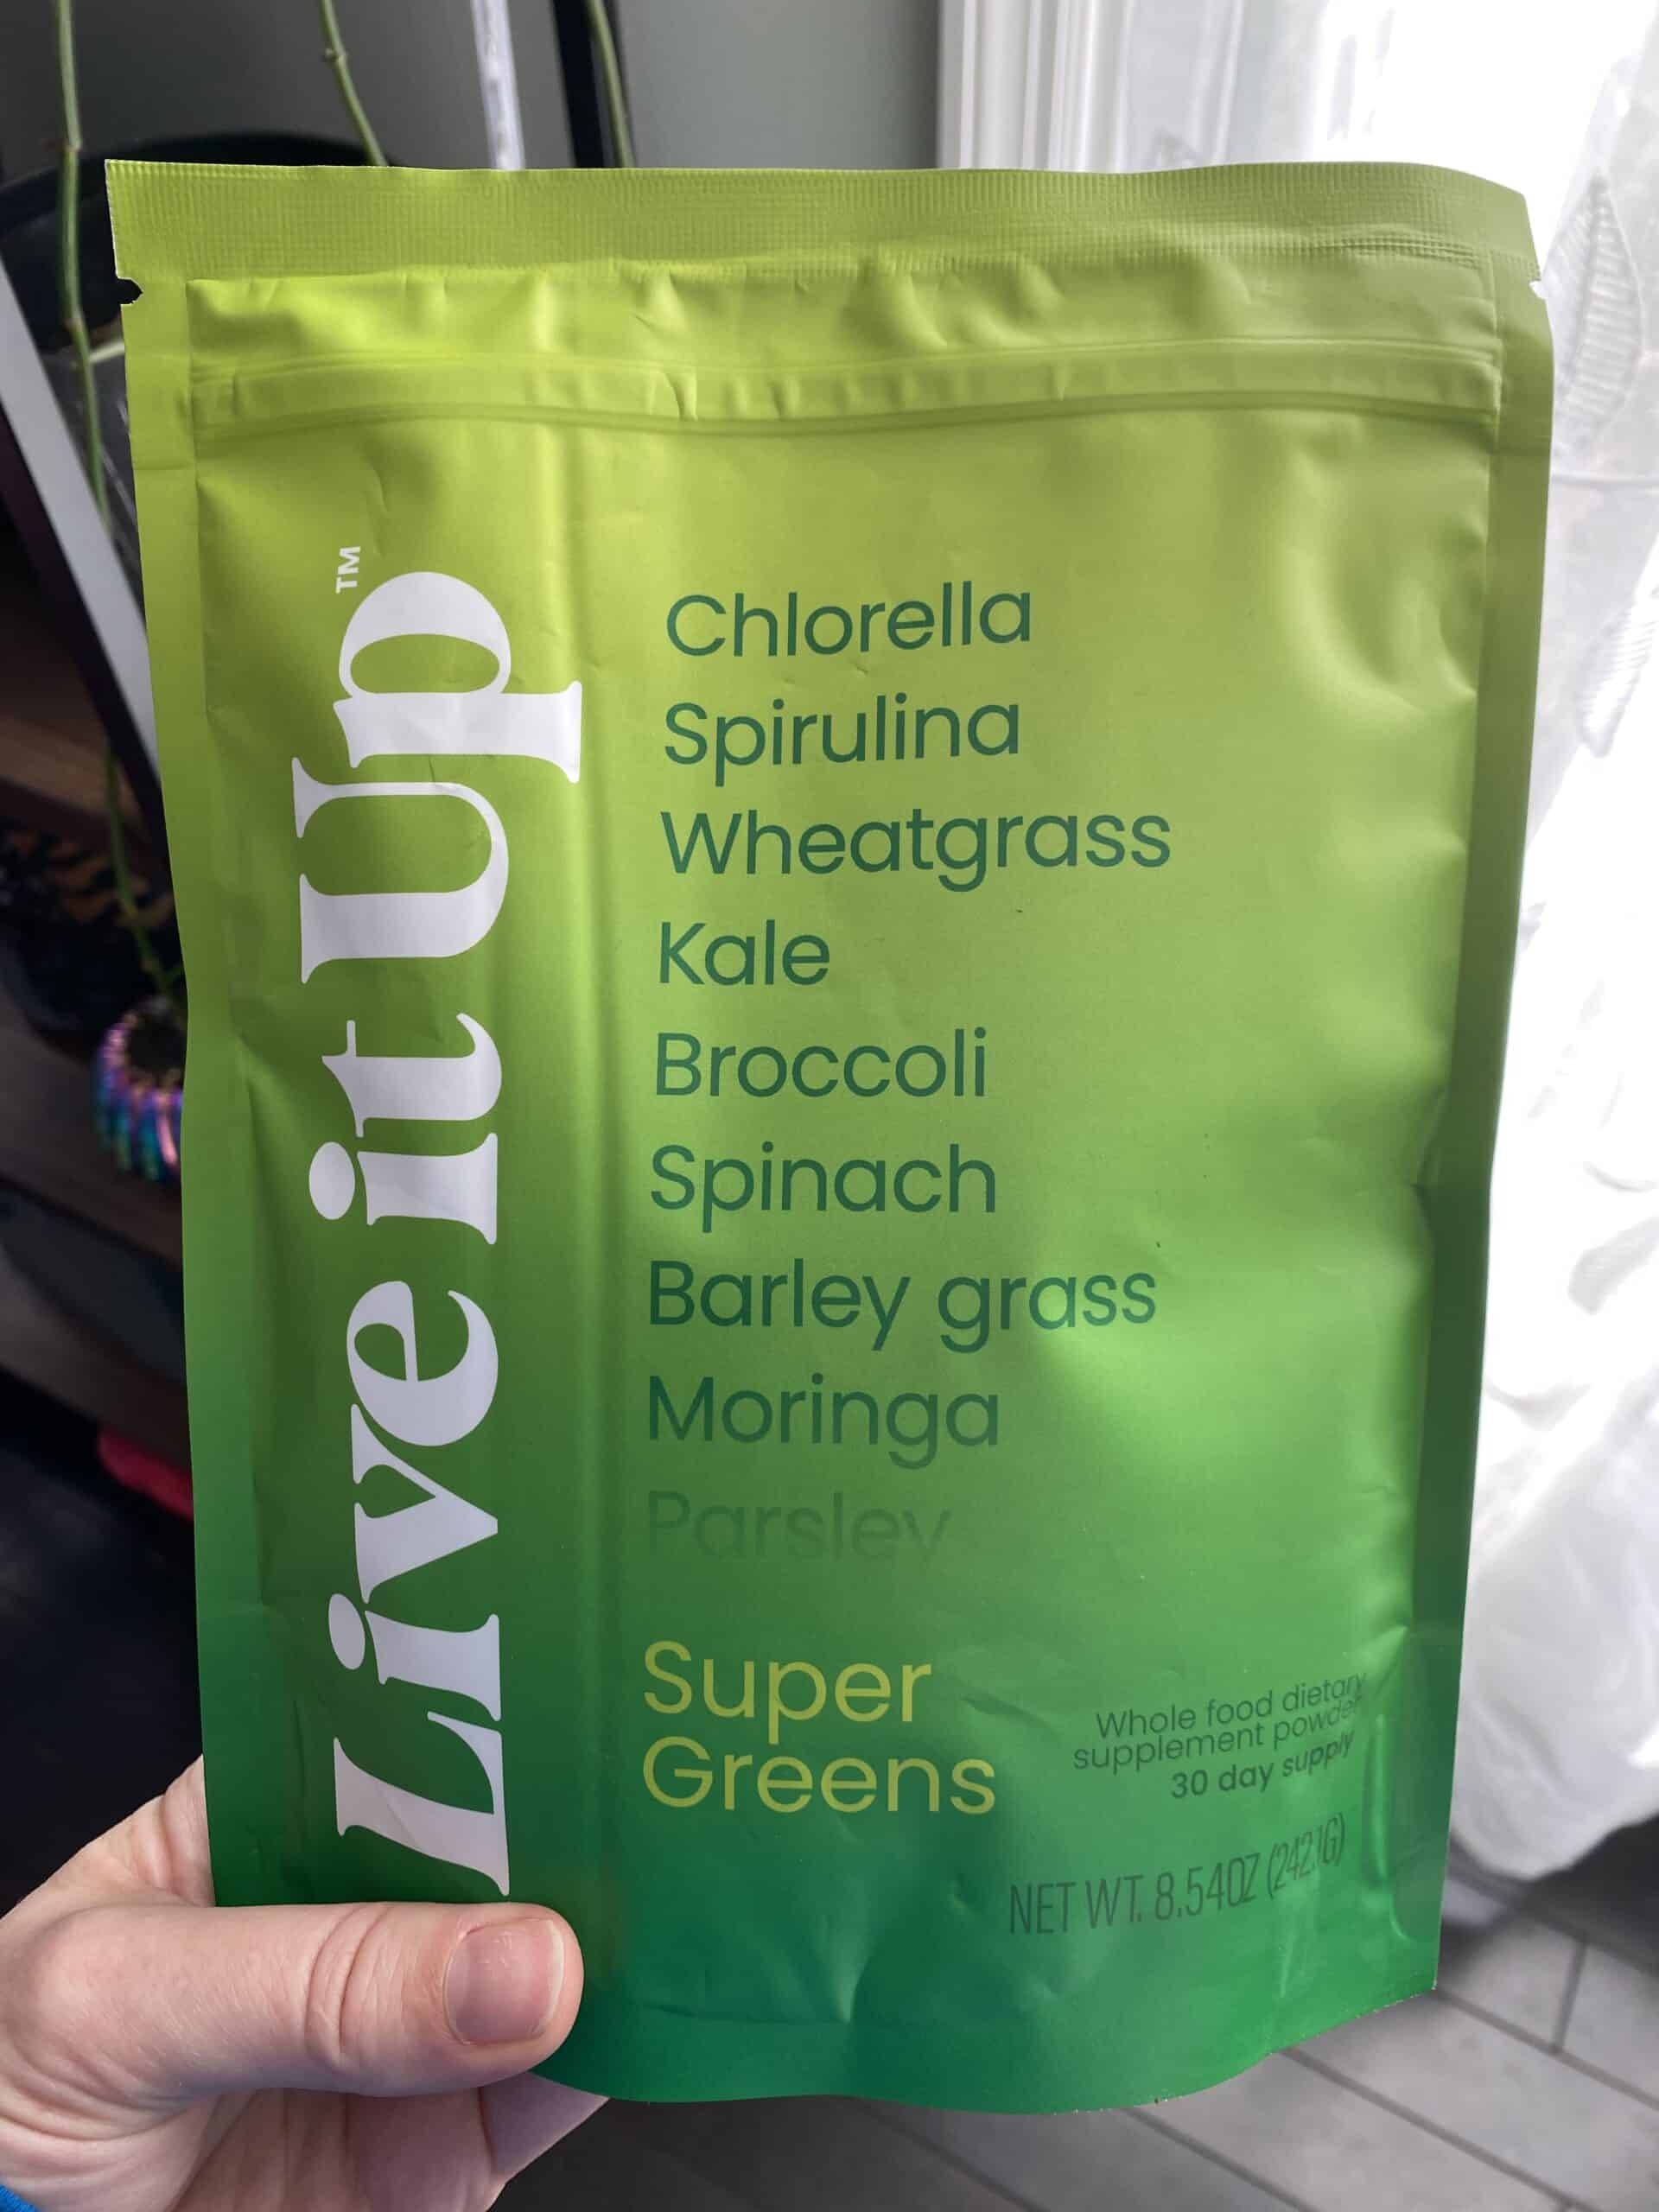 Live it Up™
Chlorella
Spirulina
Wheatgrass
Kale
Broccoli
Spinach
Barley grass
Moringa
Parsley
Super
Greens
Whole food dietary
supplement powder
30 day supply
NET WT. 8.54OZ (242.1G)